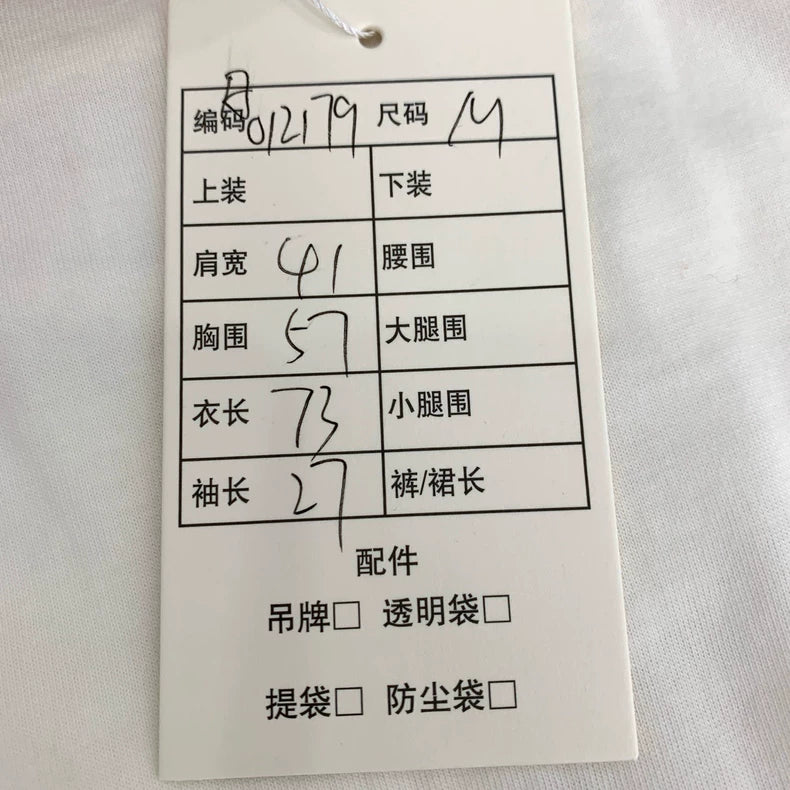 编码 012179 尺码 M
上装 下装
肩宽 41 腰围
胸围 57 大腿围
衣长 73 小腿围
袖长 27 裤/裙长
配件
吊牌□ 透明袋□
提袋□ 防尘袋□